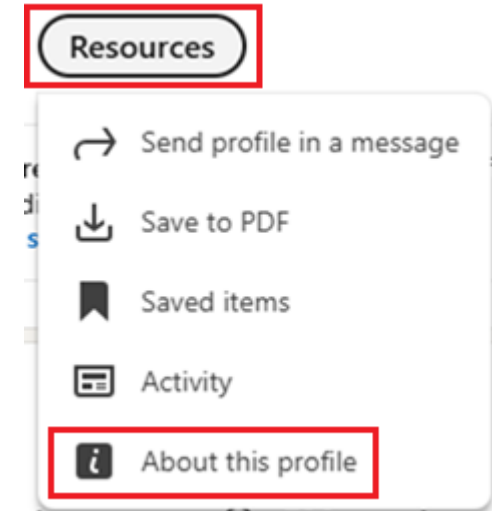 Resources
Send profile in a message
Save to PDF
Saved items
Activity
About this profile